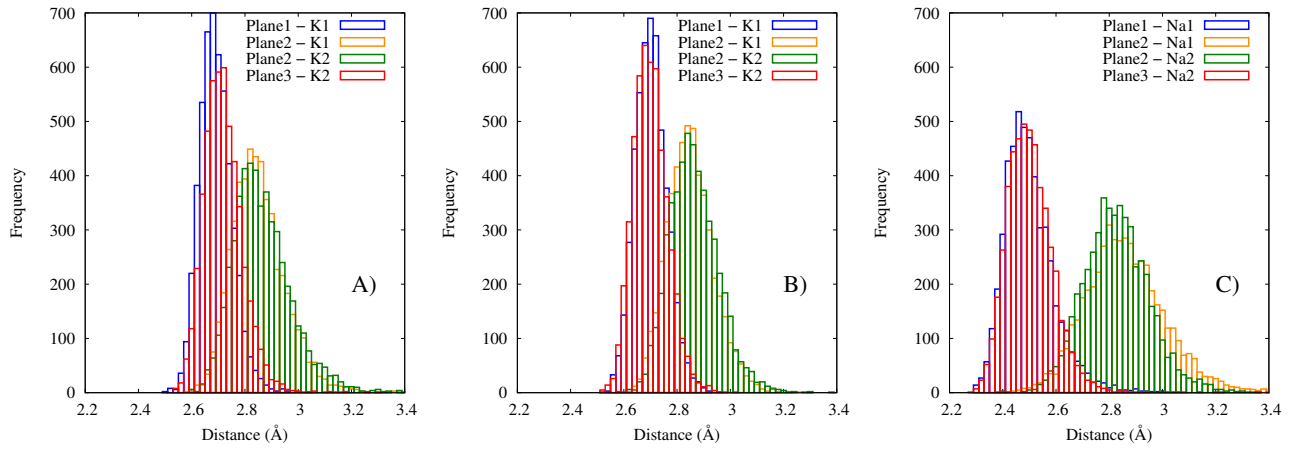 700
600
500
400
300
200
100
0
2.2 2.4 2.6 2.8 3 3.2 3.4
Frequency
Distance (Å)
Plane1 − K1
Plane2 − K1
Plane2 − K2
Plane3 − K2
A)
700
600
500
400
300
200
100
0
2.2 2.4 2.6 2.8 3 3.2 3.4
Frequency
Distance (Å)
Plane1 − K1
Plane2 − K1
Plane2 − K2
Plane3 − K2
B)
700
600
500
400
300
200
100
0
2.2 2.4 2.6 2.8 3 3.2 3.4
Frequency
Distance (Å)
Plane1 − Na1
Plane2 − Na1
Plane2 − Na2
Plane3 − Na2
C)